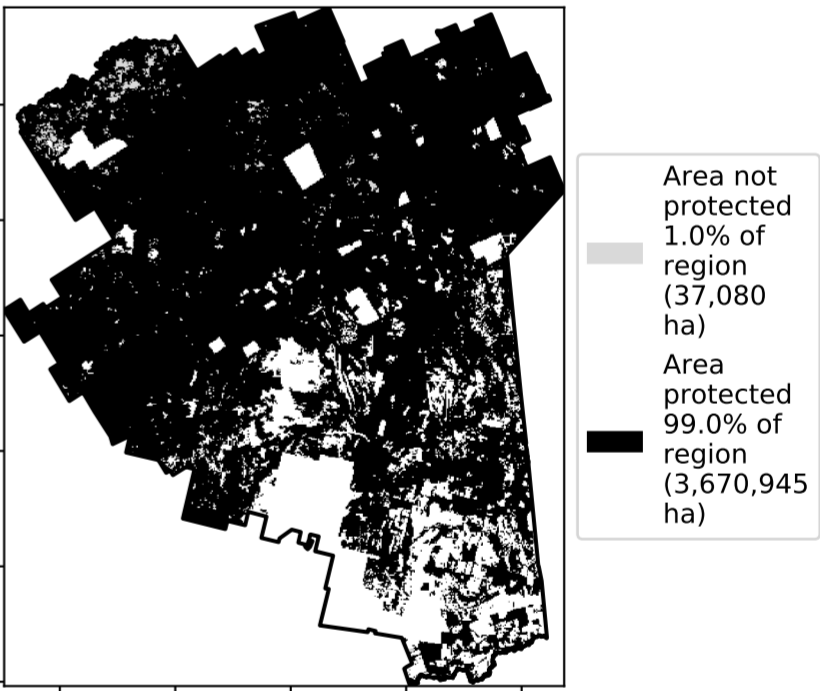 Area not
protected
1.0% of
region
(37,080
ha)
Area
protected
99.0% of
region
(3,670,945
ha)